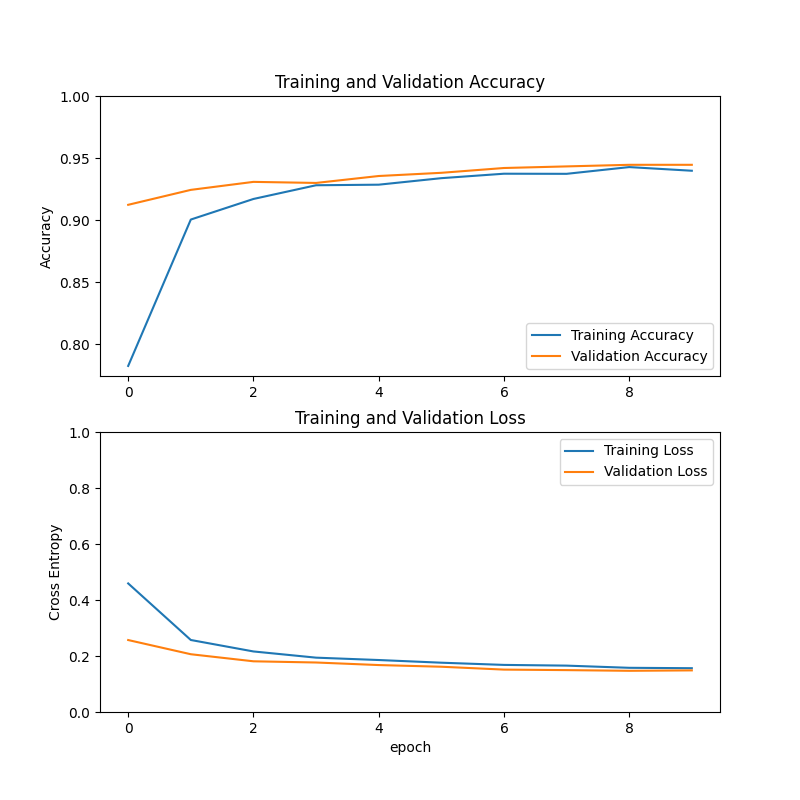 Training and Validation Accuracy
1.00
0.95
0.90
0.85
0.80
Accuracy
Training Accuracy
Validation Accuracy
0 2 4 6 8
Training and Validation Loss
1.0
0.8
0.6
0.4
0.2
0.0
Cross Entropy
Training Loss
Validation Loss
0 2 4 6 8
epoch